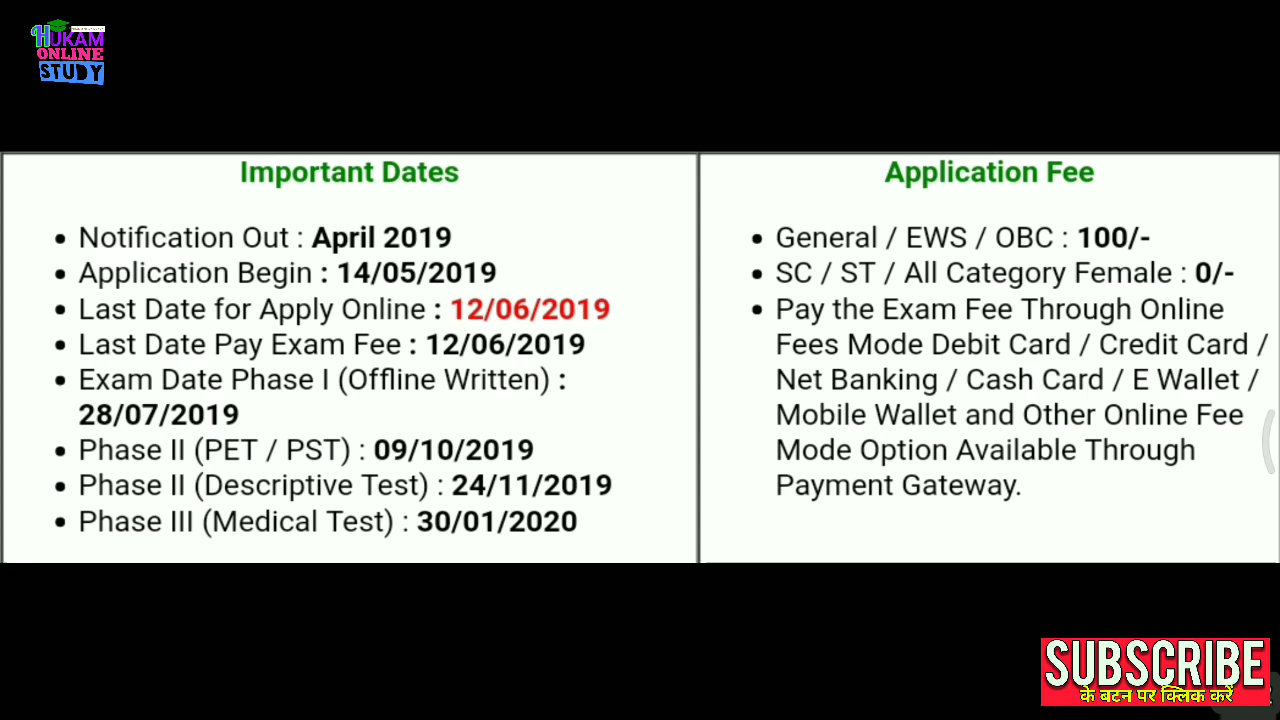 HUKAM
ONLINE
STUDY
Important Dates
Notification Out : April 2019
Application Begin : 14/05/2019
Last Date for Apply Online : 12/06/2019
Last Date Pay Exam Fee : 12/06/2019
Exam Date Phase I (Offline Written) :
28/07/2019
Phase II (PET / PST) : 09/10/2019
Phase II (Descriptive Test) : 24/11/2019
Phase III (Medical Test) : 30/01/2020
Application Fee
General / EWS / OBC : 100/-
SC / ST / All Category Female : 0/-
Pay the Exam Fee Through Online
Fees Mode Debit Card / Credit Card /
Net Banking / Cash Card / E Wallet /
Mobile Wallet and Other Online Fee
Mode Option Available Through
Payment Gateway.
SUBSCRIBE
के बटन पर क्लिक करें